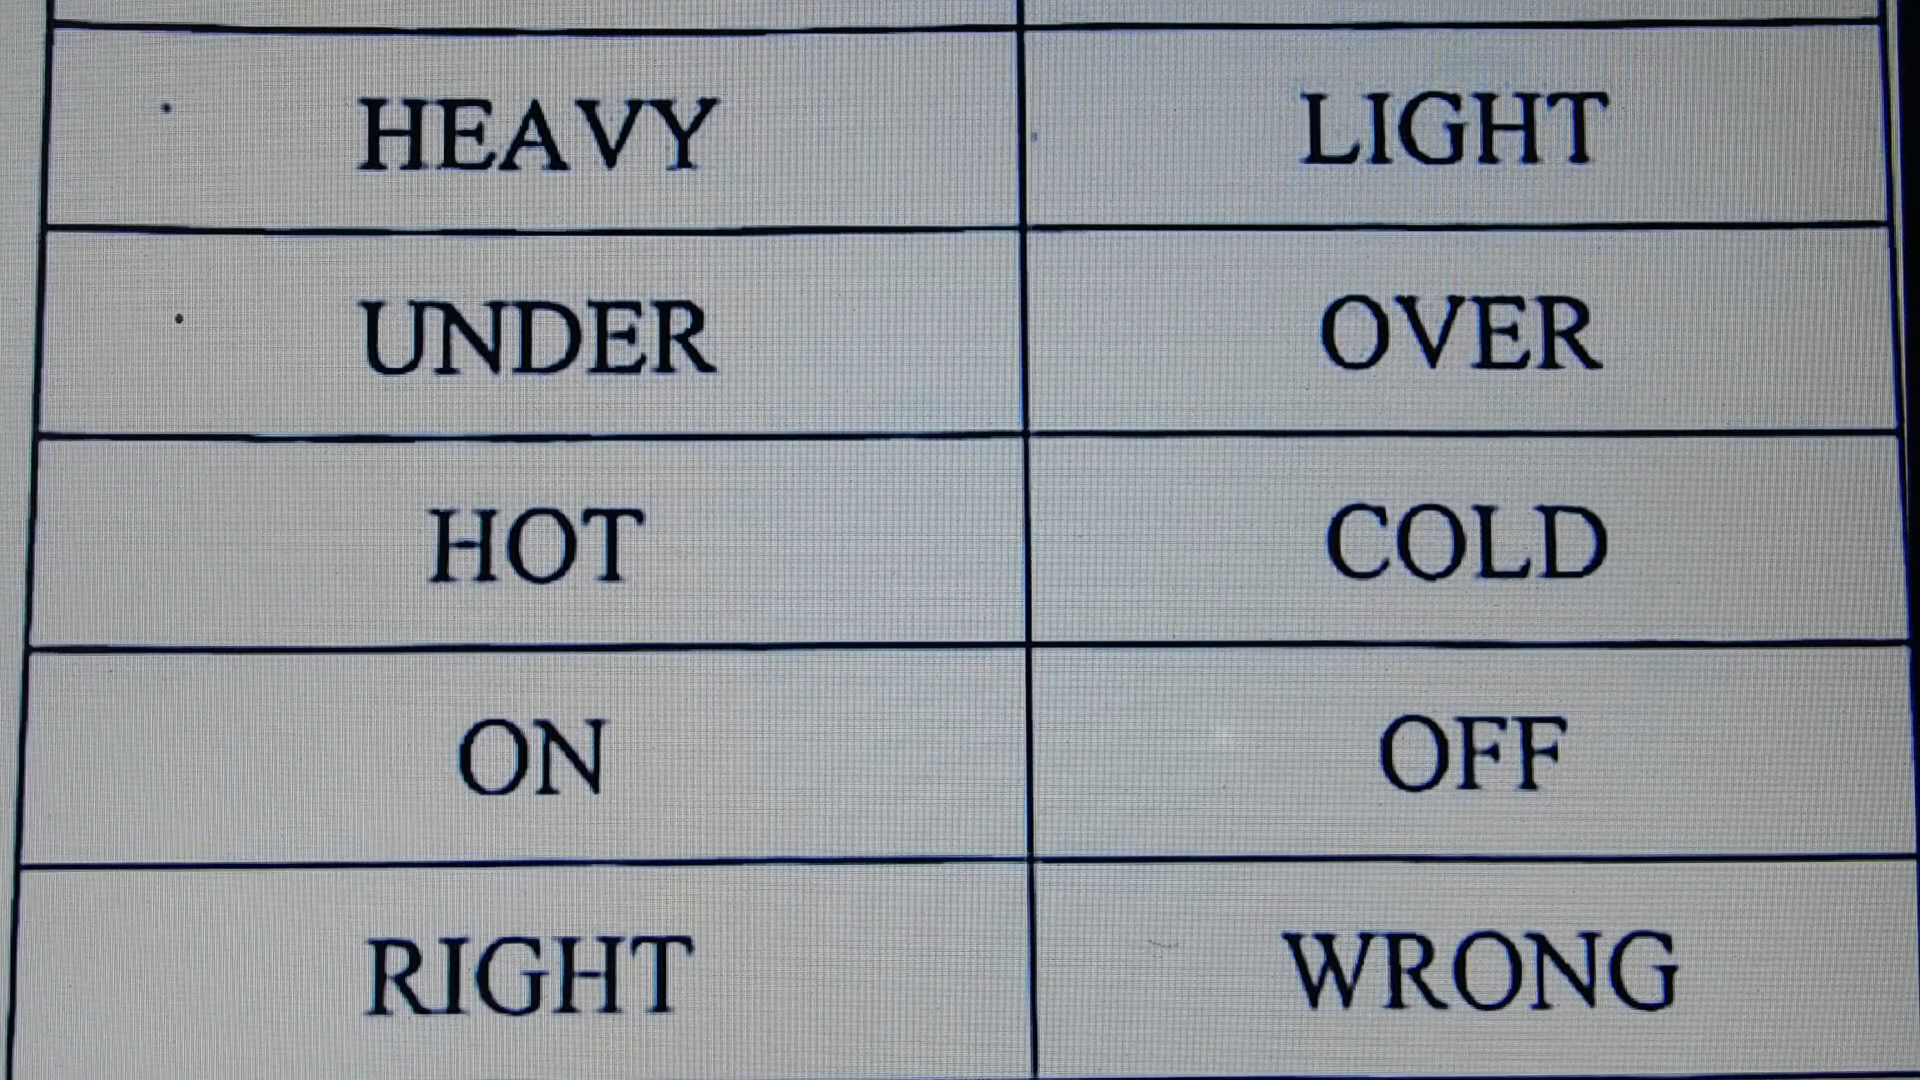 HEAVY LIGHT
UNDER OVER
HOT COLD
ON OFF
RIGHT WRONG